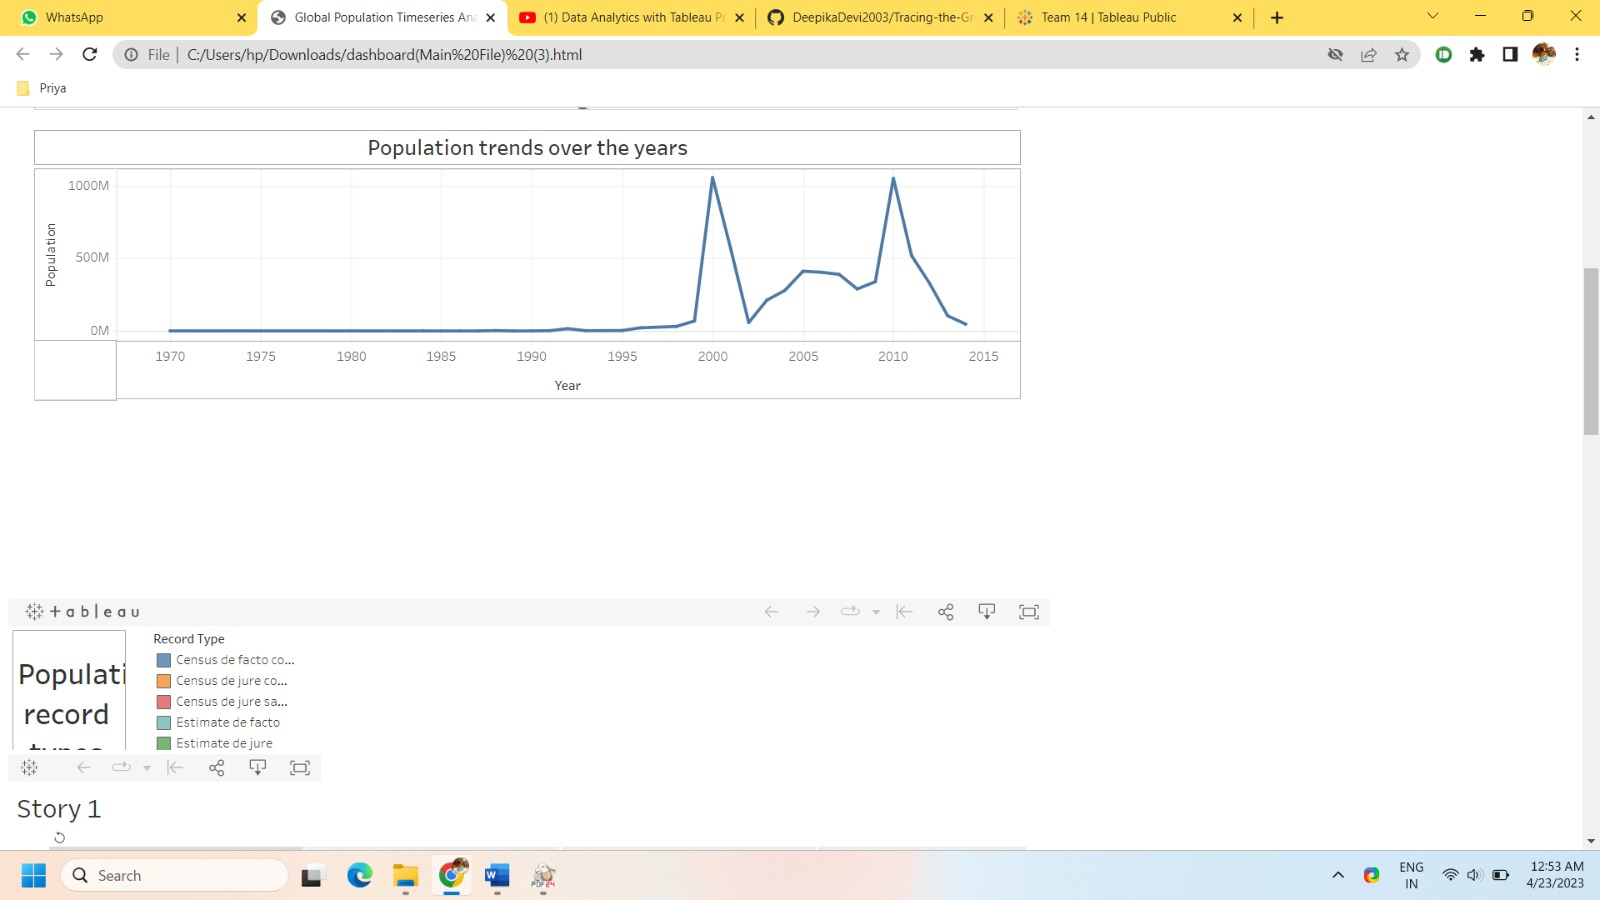 WhatsApp
Global Population Timeseries An
(1) Data Analytics with Tableau Pr
DeepikaDevi2003/Tracing-the-Gr
Team 14 | Tableau Public
File
C:/Users/hp/Downloads/dashboard(Main%20File)%20(3).html
Priya
Population trends over the years
1000M
500M
0M
Population
1970 1975 1980 1985 1990 1995 2000 2005 2010 2015
Year
+ a b l e a u
Populati
record
types
Record Type
Census de facto co...
Census de jure co...
Census de jure sa...
Estimate de facto
Estimate de jure
Story 1
Search
PDF24
ENG
IN
12:53 AM
4/23/2023